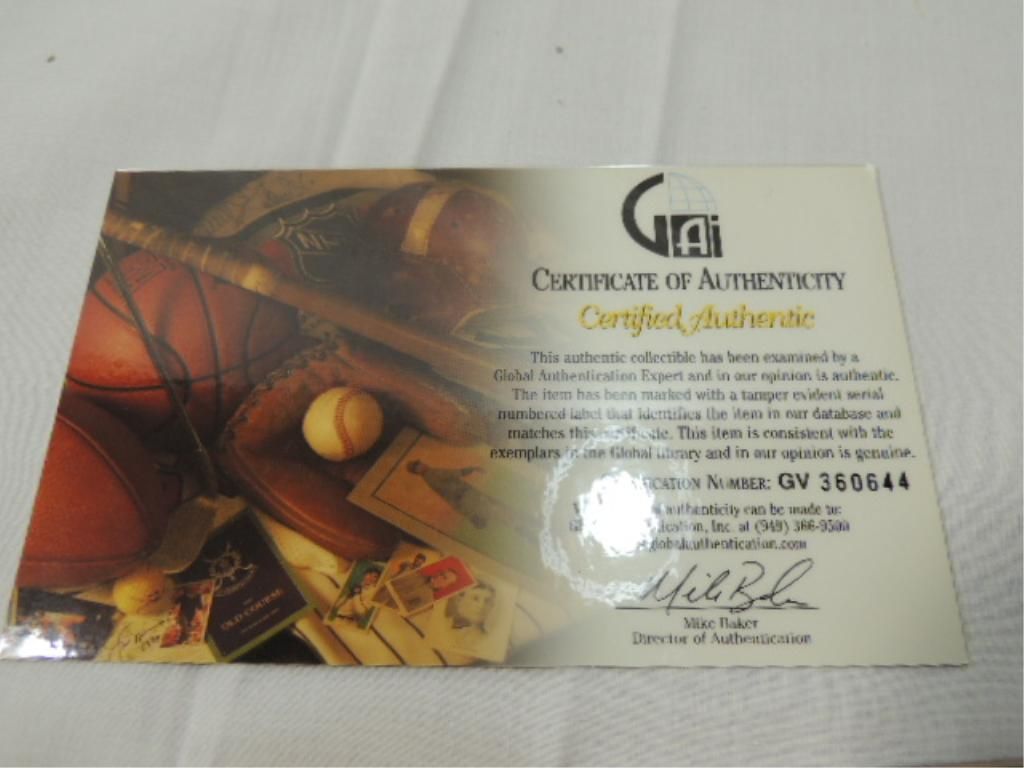 GAi
CERTIFICATE OF AUTHENTICITY
Certified Authentic
This authentic collectible has been examined by a
Global Authentication Expert and in our opinion is authentic.
The item has been marked with a tamper evident serial
numbered label that identifies the item in our database and
matches this certificate. This item is consistent with the
exemplars in the Global library and in our opinion is genuine.
NUMBER: GV 360644
authenticity can be made to:
Inc. at (949) 366-9500
globalauthentication.com
Mike Baker
Mike Baker
Director of Authentication
OLD COURSE